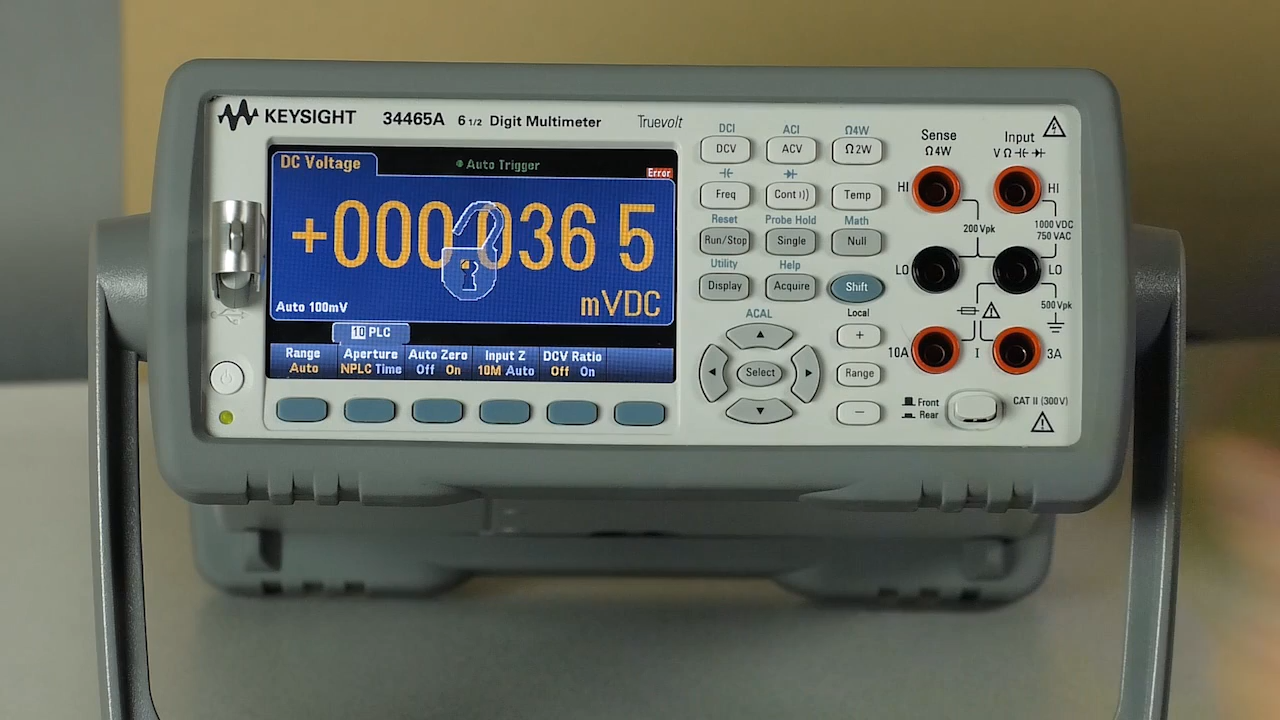 KEYSIGHT 34465A 6 1/2 Digit Multimeter Truevolt
DC Voltage
Auto Trigger
Error
+000.036 5
mVDC
Auto 100mV
10 PLC
Range Aperture Auto Zero Input Z DCV Ratio
Auto NPLC Time Off On 10M Auto Off On
DCI ACI Ω4W
DCV ACV Ω2W
Freq Cont Temp
Reset Probe Hold Math
Run/Stop Single Null
Utility Help
Display Acquire Shift
ACAL Local
+
Select Range
−
Sense Input
Ω4W V Ω
HI HI
200 Vpk 1000 VDC
750 VAC
LO LO
500 Vpk
10A I 3A
Front
Rear
CAT II (300 V)